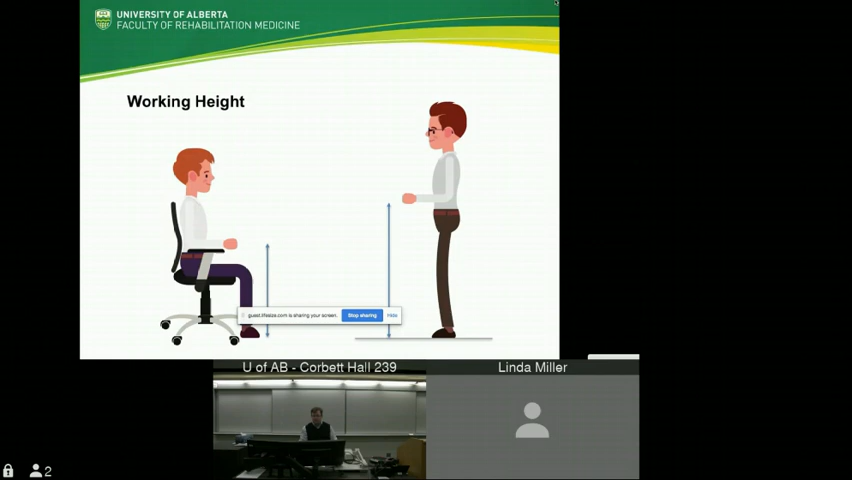 UNIVERSITY OF ALBERTA
FACULTY OF REHABILITATION MEDICINE
Working Height
guest.lifesize.com is sharing your screen.
Stop sharing
Hide
U of AB - Corbett Hall 239
Linda Miller
2